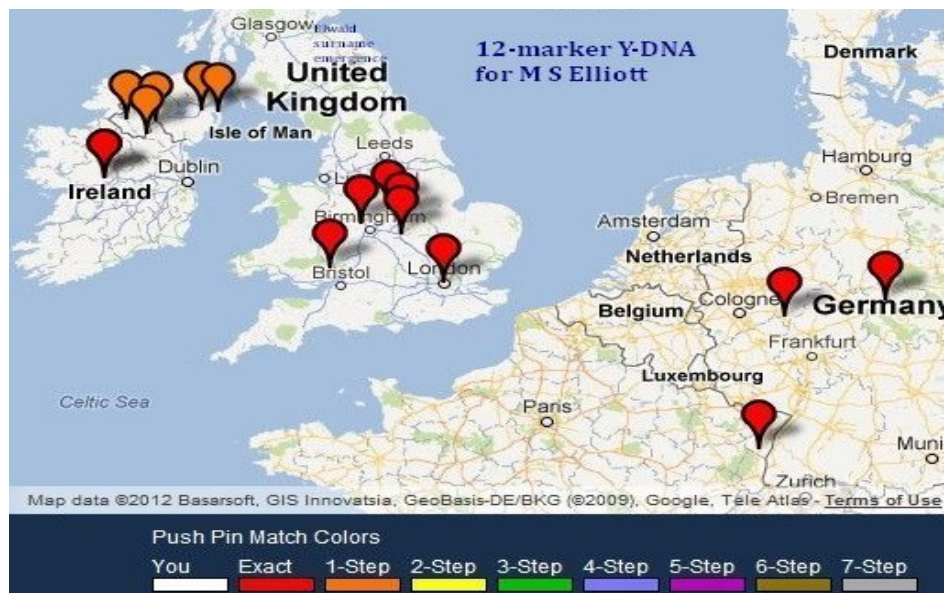 Glasgow
Elwald
surname
emergence
12-marker Y-DNA
for M S Elliott
Denmark
United
Kingdom
Isle of Man
Leeds
Hamburg
Dublin
Ireland
Bremen
Birmingham
Amsterdam
Netherlands
Bristol
London
Cologne
Germany
Belgium
Frankfurt
Luxembourg
Celtic Sea
Paris
Muni
Zurich
Map data ©2012 Basarsoft, GIS Innovatsia, GeoBasis-DE/BKG (©2009), Google, Tele Atlas - Terms of Use
Push Pin Match Colors
You Exact 1-Step 2-Step 3-Step 4-Step 5-Step 6-Step 7-Step